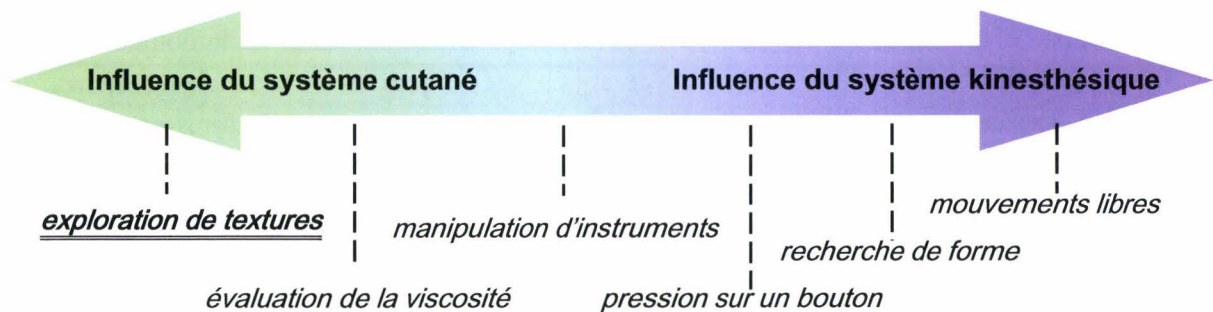 Influence du système cutané
Influence du système kinesthésique
exploration de textures
évaluation de la viscosité
manipulation d'instruments
pression sur un bouton
recherche de forme
mouvements libres